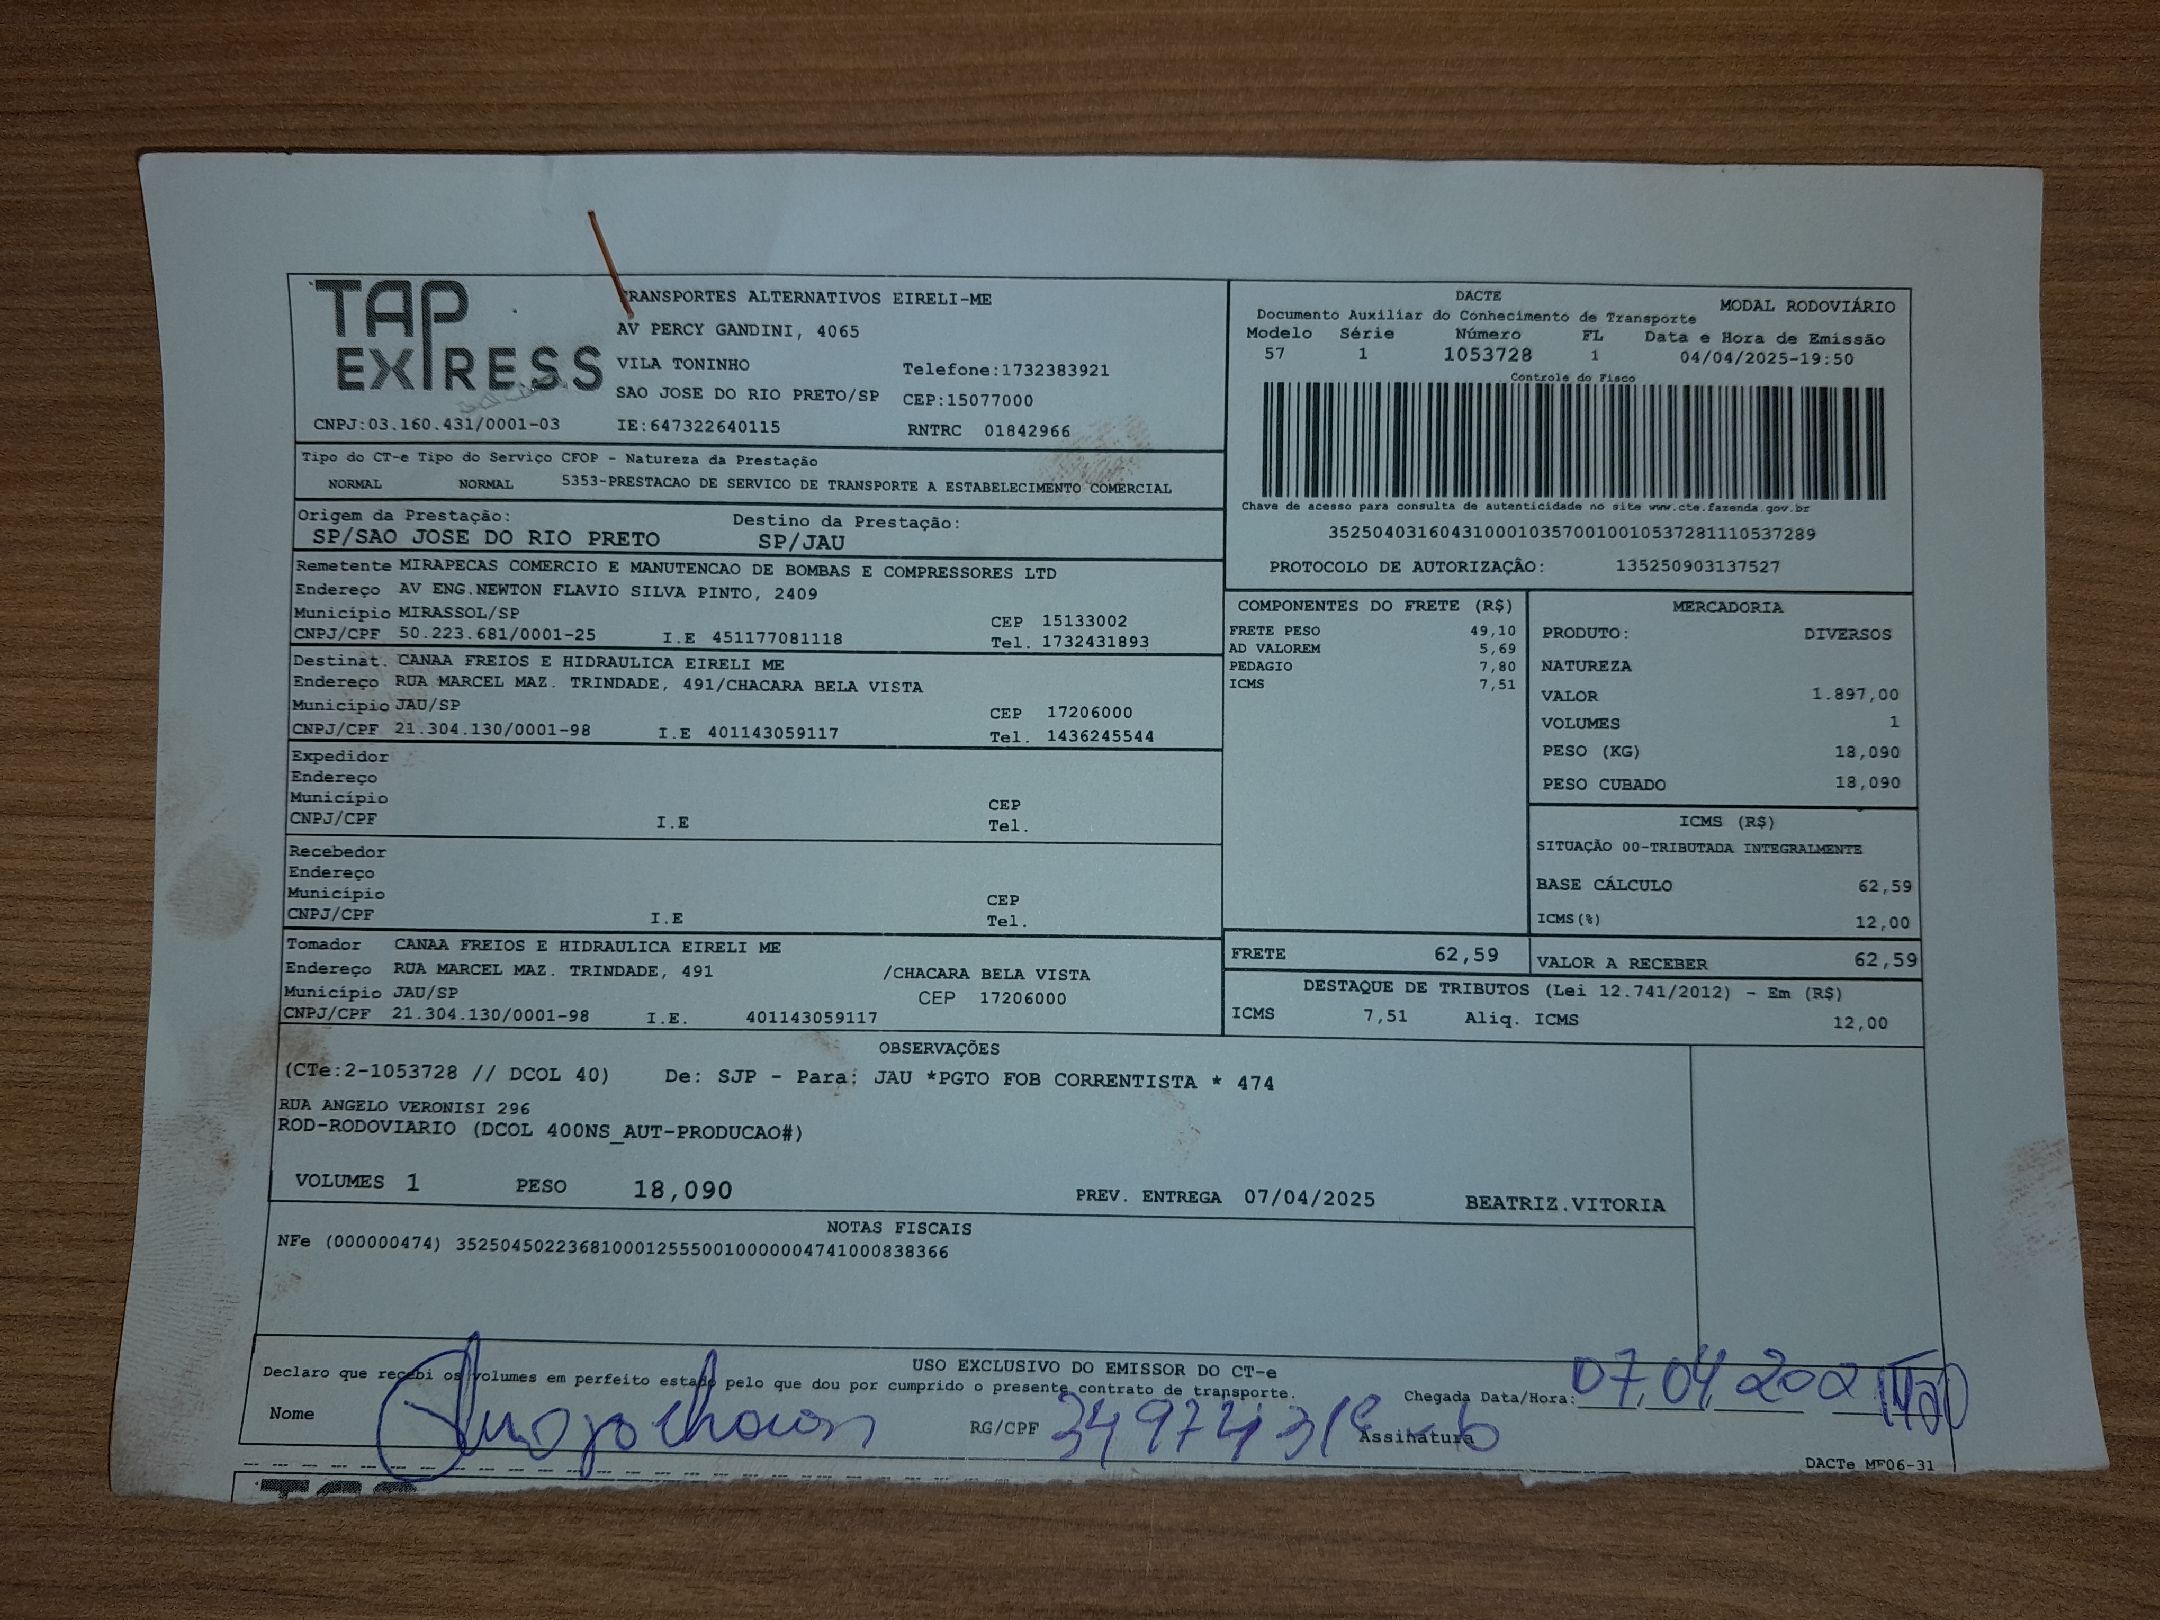 TAP
EXPRESS
TRANSPORTES ALTERNATIVOS EIRELI-ME
AV PERCY GANDINI, 4065
VILA TONINHO Telefone:1732383921
SAO JOSE DO RIO PRETO/SP CEP:15077000
CNPJ:03.160.431/0001-03 IE:647322640115 RNTRC 01842966
DACTE MODAL RODOVIÁRIO
Documento Auxiliar do Conhecimento de Transporte
Modelo Série Número FL Data e Hora de Emissão
57 1 1053728 1 04/04/2025-19:50
Controle do Fisco
Chave de acesso para consulta de autenticidade no site www.cte.fazenda.gov.br
35250403160431000103570010010537281110537289
PROTOCOLO DE AUTORIZAÇÃO: 135250903137527
Tipo do CT-e Tipo do Serviço CFOP - Natureza da Prestação
NORMAL NORMAL 5353-PRESTACAO DE SERVICO DE TRANSPORTE A ESTABELECIMENTO COMERCIAL
Origem da Prestação: Destino da Prestação:
SP/SAO JOSE DO RIO PRETO SP/JAU
Remetente MIRAPECAS COMERCIO E MANUTENCAO DE BOMBAS E COMPRESSORES LTD
Endereço AV ENG.NEWTON FLAVIO SILVA PINTO, 2409
Município MIRASSOL/SP CEP 15133002
CNPJ/CPF 50.223.681/0001-25 I.E 451177081118 Tel. 1732431893
Destinat. CANAA FREIOS E HIDRAULICA EIRELI ME
Endereço RUA MARCEL MAZ. TRINDADE, 491/CHACARA BELA VISTA
Município JAU/SP CEP 17206000
CNPJ/CPF 21.304.130/0001-98 I.E 401143059117 Tel. 1436245544
Expedidor
Endereço
Município CEP
CNPJ/CPF I.E Tel.
Recebedor
Endereço
Município CEP
CNPJ/CPF I.E Tel.
Tomador CANAA FREIOS E HIDRAULICA EIRELI ME
Endereço RUA MARCEL MAZ. TRINDADE, 491 /CHACARA BELA VISTA
Município JAU/SP CEP 17206000
CNPJ/CPF 21.304.130/0001-98 I.E. 401143059117
COMPONENTES DO FRETE (R$)
FRETE PESO 49,10
AD VALOREM 5,69
PEDAGIO 7,80
ICMS 7,51
MERCADORIA
PRODUTO: DIVERSOS
NATUREZA
VALOR 1.897,00
VOLUMES 1
PESO (KG) 18,090
PESO CUBADO 18,090
ICMS (R$)
SITUAÇÃO 00-TRIBUTADA INTEGRALMENTE
BASE CÁLCULO 62,59
ICMS(%) 12,00
FRETE 62,59 VALOR A RECEBER 62,59
DESTAQUE DE TRIBUTOS (Lei 12.741/2012) - Em (R$)
ICMS 7,51 Aliq. ICMS 12,00
OBSERVAÇÕES
(CTe:2-1053728 // DCOL 40) De: SJP - Para: JAU *PGTO FOB CORRENTISTA * 474
RUA ANGELO VERONISI 296
ROD-RODOVIARIO (DCOL 400NS_AUT-PRODUCAO#)
VOLUMES 1 PESO 18,090 PREV. ENTREGA 07/04/2025 BEATRIZ.VITORIA
NOTAS FISCAIS
NFe (000000474) 35250450223681000125550010000004741000838366
USO EXCLUSIVO DO EMISSOR DO CT-e
Declaro que recebi os volumes em perfeito estado pelo que dou por cumprido o presente contrato de transporte.
Chegada Data/Hora: 07.04
Nome RG/CPF Assinatura
DACTe MF06-31